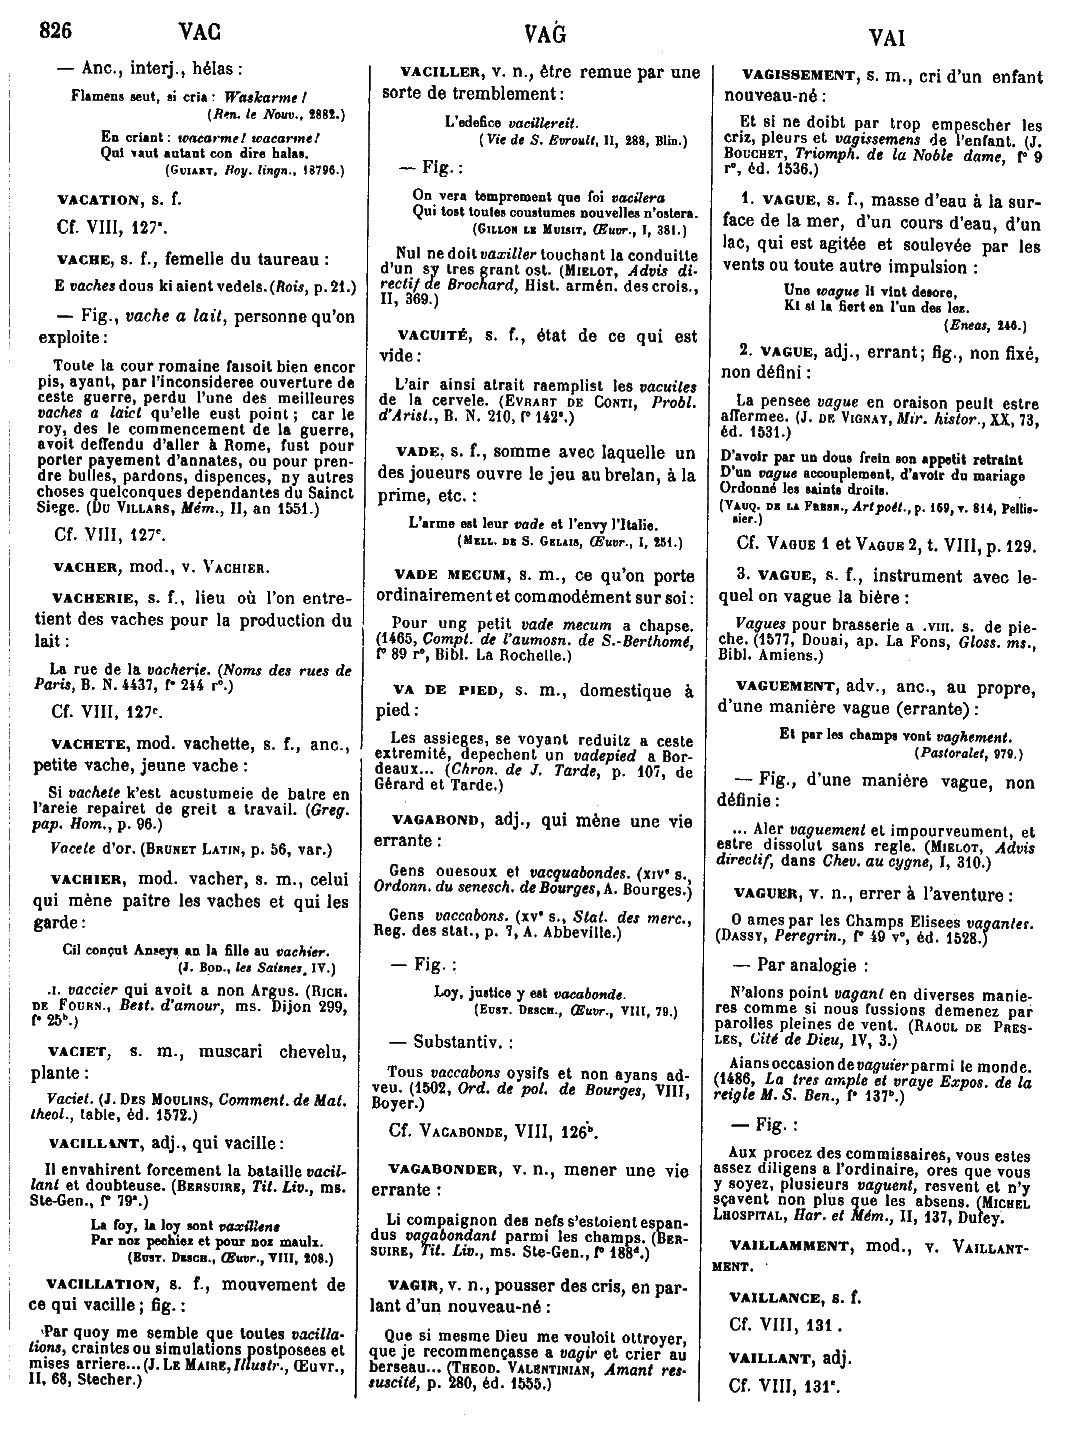 826 VAC VAG VAI
— Anc., interj., hélas :
Flamens seut, si cria : Waskarme !
(Ren. le Nouv., 2882.)
En criant : wacarme! wacarme!
Qui vaut autant con dire halas.
(GUIART, Roy. lingn., 18796.)
VACATION, s. f.
Cf. VIII, 127ᵃ.
VACHE, s. f., femelle du taureau :
E vaches dous ki aient vedels. (Rois, p. 21.)
— Fig., vache a lait, personne qu'on
exploite :
Toute la cour romaine faisoit bien encor
pis, ayant, par l'inconsideree ouverture de
ceste guerre, perdu l'une des meilleures
vaches a laict qu'elle eust point ; car le
roy, des le commencement de la guerre,
avoit deffendu d'aller à Rome, fust pour
porter payement d'annates, ou pour pren-
dre bulles, pardons, dispences, ny autres
choses quelconques dependantes du Sainct
Siege. (DU VILLARS, Mém., II, an 1551.)
Cf. VIII, 127ᶜ.
VACHER, mod., v. VACHIER.
VACHERIE, s. f., lieu où l'on entre-
tient des vaches pour la production du
lait :
La rue de la vacherie. (Noms des rues de
Paris, B. N. 4437, f° 244 r°.)
Cf. VIII, 127ᶜ.
VACHETE, mod. vachette, s. f., anc.,
petite vache, jeune vache :
Si vachete k'est acustumeie de batre en
l'areie repairet de greit a travail. (Greg.
pap. Hom., p. 96.)
Vacete d'or. (BRUNET LATIN, p. 56, var.)
VACHIER, mod. vacher, s. m., celui
qui mène paître les vaches et qui les
garde :
Cil conçut Anseys an la fille au vachier.
(J. BOD., les Saisnes, IV.)
.I. vaccier qui avoit a non Argus. (RICH.
DE FOURN., Best. d'amour, ms. Dijon 299,
f° 25ᵇ.)
VACIET, s. m., muscari chevelu,
plante :
Vaciet. (J. DES MOULINS, Comment. de Mat.
theol., table, éd. 1572.)
VACILLANT, adj., qui vacille :
Il envahirent forcement la bataille vacil-
lant et doubteuse. (BERSUIRE, Tit. Liv., ms.
Ste-Gen., f° 79ᵃ.)
La foy, la loy sont vaxillens
Par noz pechiez et pour noz maulx.
(EUST. DESCH., Œuvr., VIII, 208.)
VACILLATION, s. f., mouvement de
ce qui vacille ; fig. :
Par quoy me semble que toutes vacilla-
tions, craintes ou simulations postposees et
mises arriere... (J. LE MAIRE, Illustr., Œuvr.,
II, 68, Stecher.)
VACILLER, v. n., être remue par une
sorte de tremblement :
L'edefice vacillereit.
(Vie de S. Evroult, II, 288, Blin.)
— Fig. :
On vera temprement que foi vacilera
Qui tost toutes coustumes nouvelles n'ostera.
(GILLON LE MUISIT, Œuvr., I, 381.)
Nul ne doit vaxiller touchant la conduitte
d'un sy tres grant ost. (MIELOT, Advis di-
rectif de Brochard, Hist. armén. des crois.,
II, 369.)
VACUITÉ, s. f., état de ce qui est
vide :
L'air ainsi atrait raemplist les vacuites
de la cervele. (EVRART DE CONTI, Probl.
d'Arist., B. N. 210, f° 142ᵃ.)
VADE, s. f., somme avec laquelle un
des joueurs ouvre le jeu au brelan, à la
prime, etc. :
L'arme est leur vade et l'envy l'Italie.
(MELL. DE S. GELAIS, Œuvr., I, 251.)
VADE MECUM, s. m., ce qu'on porte
ordinairement et commodément sur soi :
Pour ung petit vade mecum a chapse.
(1465, Compt. de l'aumosn. de S.-Berthomé,
f° 89 r°, Bibl. La Rochelle.)
VA DE PIED, s. m., domestique à
pied :
Les assieges, se voyant reduitz a ceste
extremité, depechent un vadepied a Bor-
deaux... (Chron. de J. Tarde, p. 107, de
Gérard et Tarde.)
VAGABOND, adj., qui mène une vie
errante :
Gens ouesoux et vacquabondes. (XIVᵉ s.,
Ordonn. du senesch. de Bourges, A. Bourges.)
Gens vaccabons. (XVᵉ s., Stat. des merc.,
Reg. des stat., p. 7, A. Abbeville.)
— Fig. :
Loy, justice y est vacabonde.
(EUST. DESCH., Œuvr., VIII, 79.)
— Substantiv. :
Tous vaccabons oysifs et non ayans ad-
veu. (1502, Ord. de pol. de Bourges, VIII,
Boyer.)
Cf. VACABONDE, VIII, 126ᵇ.
VAGABONDER, v. n., mener une vie
errante :
Li compaignon des nefs s'estoient espan-
dus vagabondant parmi les champs. (BER-
SUIRE, Tit. Liv., ms. Ste-Gen., f° 188ᵈ.)
VAGIR, v. n., pousser des cris, en par-
lant d'un nouveau-né :
Que si mesme Dieu me vouloit ottroyer,
que je recommençasse a vagir et crier au
berseau... (THEOD. VALENTINIAN, Amant res-
suscité, p. 280, éd. 1555.)
VAGISSEMENT, s. m., cri d'un enfant
nouveau-né :
Et si ne doibt par trop empescher les
criz, pleurs et vagissemens de l'enfant. (J.
BOUCHET, Triomph. de la Noble dame, f° 9
r°, éd. 1536.)
1. VAGUE, s. f., masse d'eau à la sur-
face de la mer, d'un cours d'eau, d'un
lac, qui est agitée et soulevée par les
vents ou toute autre impulsion :
Une wague li vint desore,
Ki si la fiert en l'un des lez.
(Eneas, 246.)
2. VAGUE, adj., errant ; fig., non fixé,
non défini :
La pensee vague en oraison peult estre
affermee. (J. DE VIGNAY, Mir. histor., XX, 73,
éd. 1531.)
D'avoir par un dous frein son appetit retraint
D'un vague accouplement, d'avoir du mariage
Ordonné les saints droits.
(VAUQ. DE LA FRESN., Art poét., p. 169, v. 814, Pellis-
sier.)
Cf. VAGUE 1 et VAGUE 2, t. VIII, p. 129.
3. VAGUE, s. f., instrument avec le-
quel on vague la bière :
Vagues pour brasserie a .VIII. s. de pie-
che. (1577, Douai, ap. La Fons, Gloss. ms.,
Bibl. Amiens.)
VAGUEMENT, adv., anc., au propre,
d'une manière vague (errante) :
Et par les champs vont vaghement.
(Pastoralet, 979.)
— Fig., d'une manière vague, non
définie :
... Aler vaguement et impourveument, et
estre dissolut sans regle. (MIELOT, Advis
directif, dans Chev. au cygne, I, 310.)
VAGUER, v. n., errer à l'aventure :
O ames par les Champs Elisees vagantes.
(DASSY, Peregrin., f° 49 v°, éd. 1528.)
— Par analogie :
N'alons point vagant en diverses manie-
res comme si nous fussions demenez par
parolles pleines de vent. (RAOUL DE PRES-
LES, Cité de Dieu, IV, 3.)
Aians occasion de vaguier parmi le monde.
(1486, La tres ample et vraye Expos. de la
reigle M. S. Ben., f° 137ᵇ.)
— Fig. :
Aux procez des commissaires, vous estes
assez diligens a l'ordinaire, ores que vous
y soyez, plusieurs vaguent, resvent et n'y
sçavent non plus que les absens. (MICHEL
LHOSPITAL, Har. et Mém., II, 137, Dufey.
VAILLAMMENT, mod., v. VAILLANT-
MENT.
VAILLANCE, s. f.
Cf. VIII, 131 .
VAILLANT, adj.
Cf. VIII, 131ᵃ.